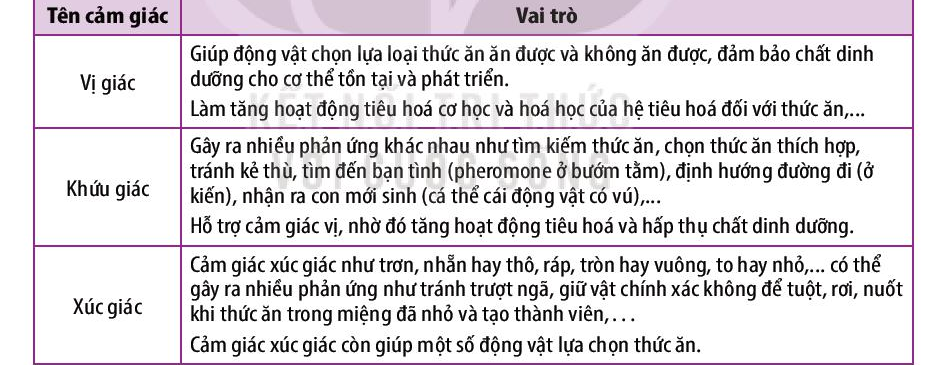 Tên cảm giác
Vai trò
Vị giác
Giúp động vật chọn lựa loại thức ăn ăn được và không ăn được, đảm bảo chất dinh
dưỡng cho cơ thể tồn tại và phát triển.
Làm tăng hoạt động tiêu hoá cơ học và hoá học của hệ tiêu hoá đối với thức ăn,...
Khứu giác
Gây ra nhiều phản ứng khác nhau như tìm kiếm thức ăn, chọn thức ăn thích hợp,
tránh kẻ thù, tìm đến bạn tình (pheromone ở bướm tằm), định hướng đường đi (ở
kiến), nhận ra con mới sinh (cá thể cái động vật có vú),...
Hỗ trợ cảm giác vị, nhờ đó tăng hoạt động tiêu hoá và hấp thụ chất dinh dưỡng.
Xúc giác
Cảm giác xúc giác như trơn, nhẵn hay thô, ráp, tròn hay vuông, to hay nhỏ,... có thể
gây ra nhiều phản ứng như tránh trượt ngã, giữ vật chính xác không để tuột, rơi, nuốt
khi thức ăn trong miệng đã nhỏ và tạo thành viên,...
Cảm giác xúc giác còn giúp một số động vật lựa chọn thức ăn.
KẾT NỐI TRI THỨC
VỚI CUỘC SỐNG